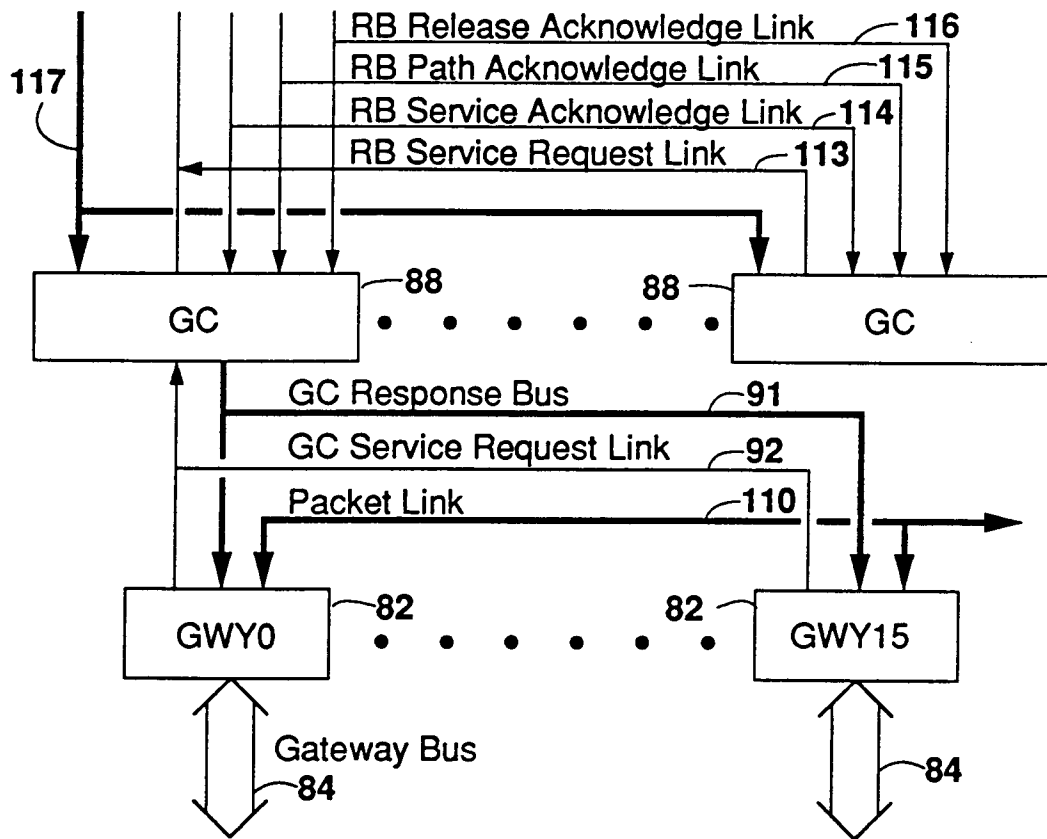 RB Release Acknowledge Link 116
117
RB Path Acknowledge Link 115
RB Service Acknowledge Link 114
RB Service Request Link 113
GC 88
88 GC
GC Response Bus 91
GC Service Request Link 92
Packet Link 110
GWY0 82
82 GWY15
Gateway Bus
84
84